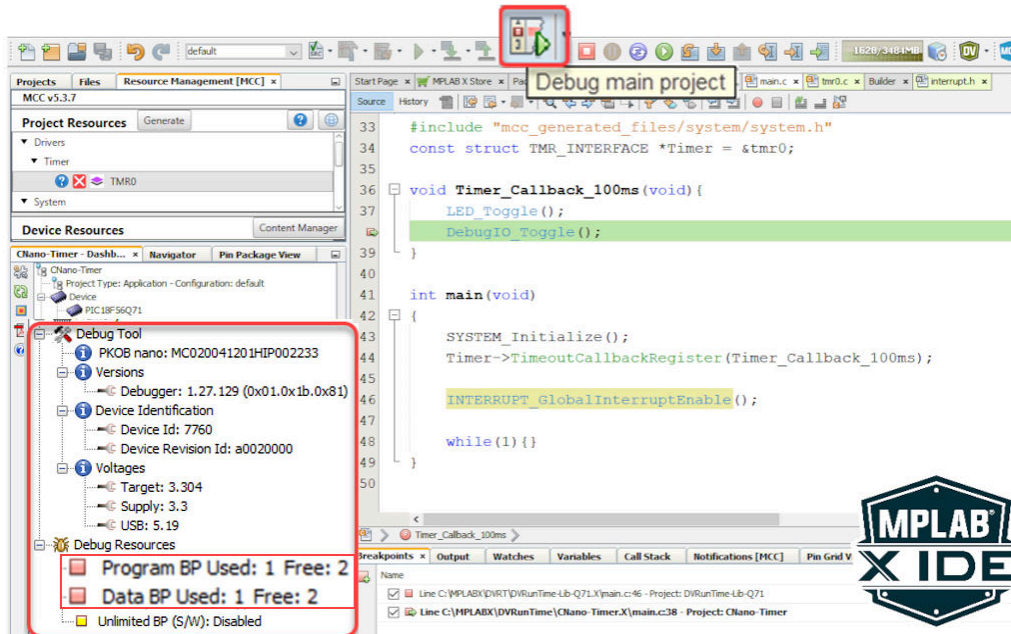 default
1620/3484MB
DV
Debug main project
Projects Files Resource Management [MCC] ×
MCC v5.3.7
Project Resources Generate
Drivers
Timer
TMR0
System
Device Resources Content Manager
CNano-Timer - Dashb... × Navigator Pin Package View
CNano-Timer
Project Type: Application - Configuration: default
Device
PIC18F56Q71
Debug Tool
PKOB nano: MC020041201HIP002233
Versions
Debugger: 1.27.129 (0x01.0x1b.0x81)
Device Identification
Device Id: 7760
Device Revision Id: a0020000
Voltages
Target: 3.304
Supply: 3.3
USB: 5.19
Debug Resources
Program BP Used: 1 Free: 2
Data BP Used: 1 Free: 2
Unlimited BP (S/W): Disabled
Start Page × MPLAB X Store × main.c × tmr0.c × Builder × interrupt.h ×
Source History
33 #include "mcc_generated_files/system/system.h"
34 const struct TMR_INTERFACE *Timer = &tmr0;
35
36 void Timer_Callback_100ms(void){
37 LED_Toggle();
DebugIO_Toggle();
39 }
40
41 int main(void)
42 {
43 SYSTEM_Initialize();
44 Timer->TimeoutCallbackRegister(Timer_Callback_100ms);
45
46 INTERRUPT_GlobalInterruptEnable();
47
48 while(1){}
49 }
50
Timer_Callback_100ms
Breakpoints × Output Watches Variables Call Stack Notifications [MCC] Pin Grid
Name
Line C:\MPLABX\DVRT\DVRunTime-Lib-Q71.X\main.c:46 - Project: DVRunTime-Lib-Q71
Line C:\MPLABX\DVRunTime\CNano-Timer.X\main.c:38 - Project: CNano-Timer
MPLAB®
X IDE